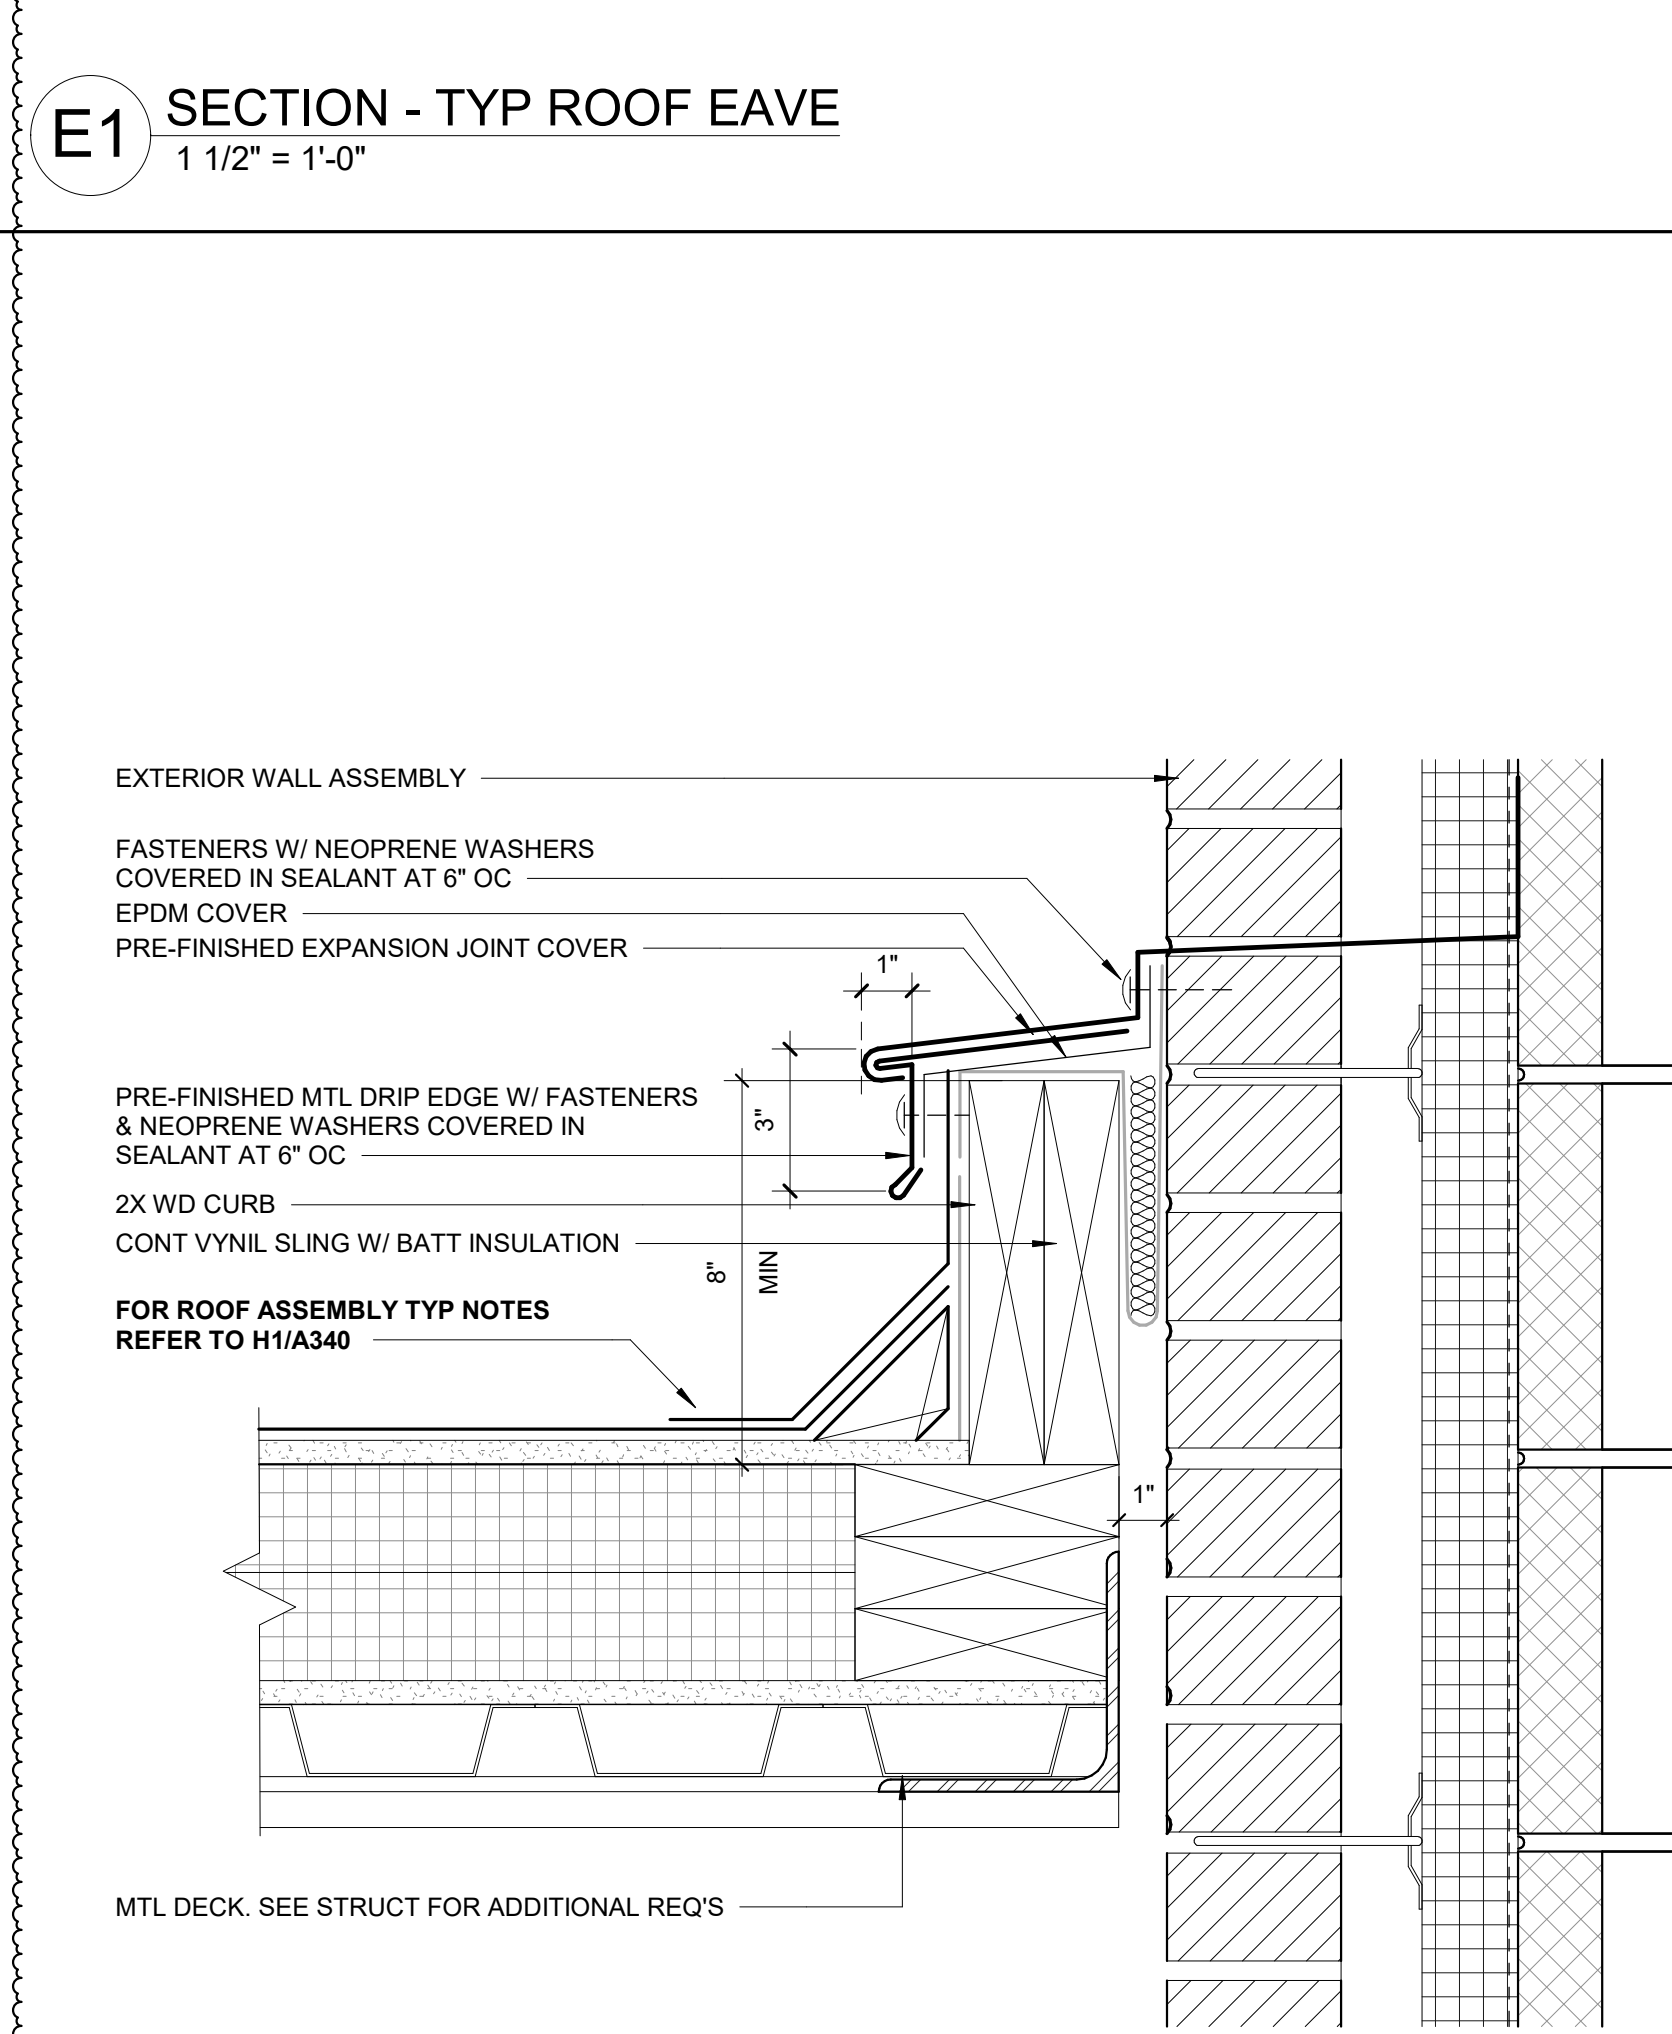 E1
SECTION - TYP ROOF EAVE
1 1/2" = 1'-0"
EXTERIOR WALL ASSEMBLY
FASTENERS W/ NEOPRENE WASHERS
COVERED IN SEALANT AT 6" OC
EPDM COVER
PRE-FINISHED EXPANSION JOINT COVER
1"
PRE-FINISHED MTL DRIP EDGE W/ FASTENERS
& NEOPRENE WASHERS COVERED IN
SEALANT AT 6" OC
3"
2X WD CURB
CONT VYNIL SLING W/ BATT INSULATION
8"
MIN
FOR ROOF ASSEMBLY TYP NOTES
REFER TO H1/A340
1"
MTL DECK. SEE STRUCT FOR ADDITIONAL REQ'S